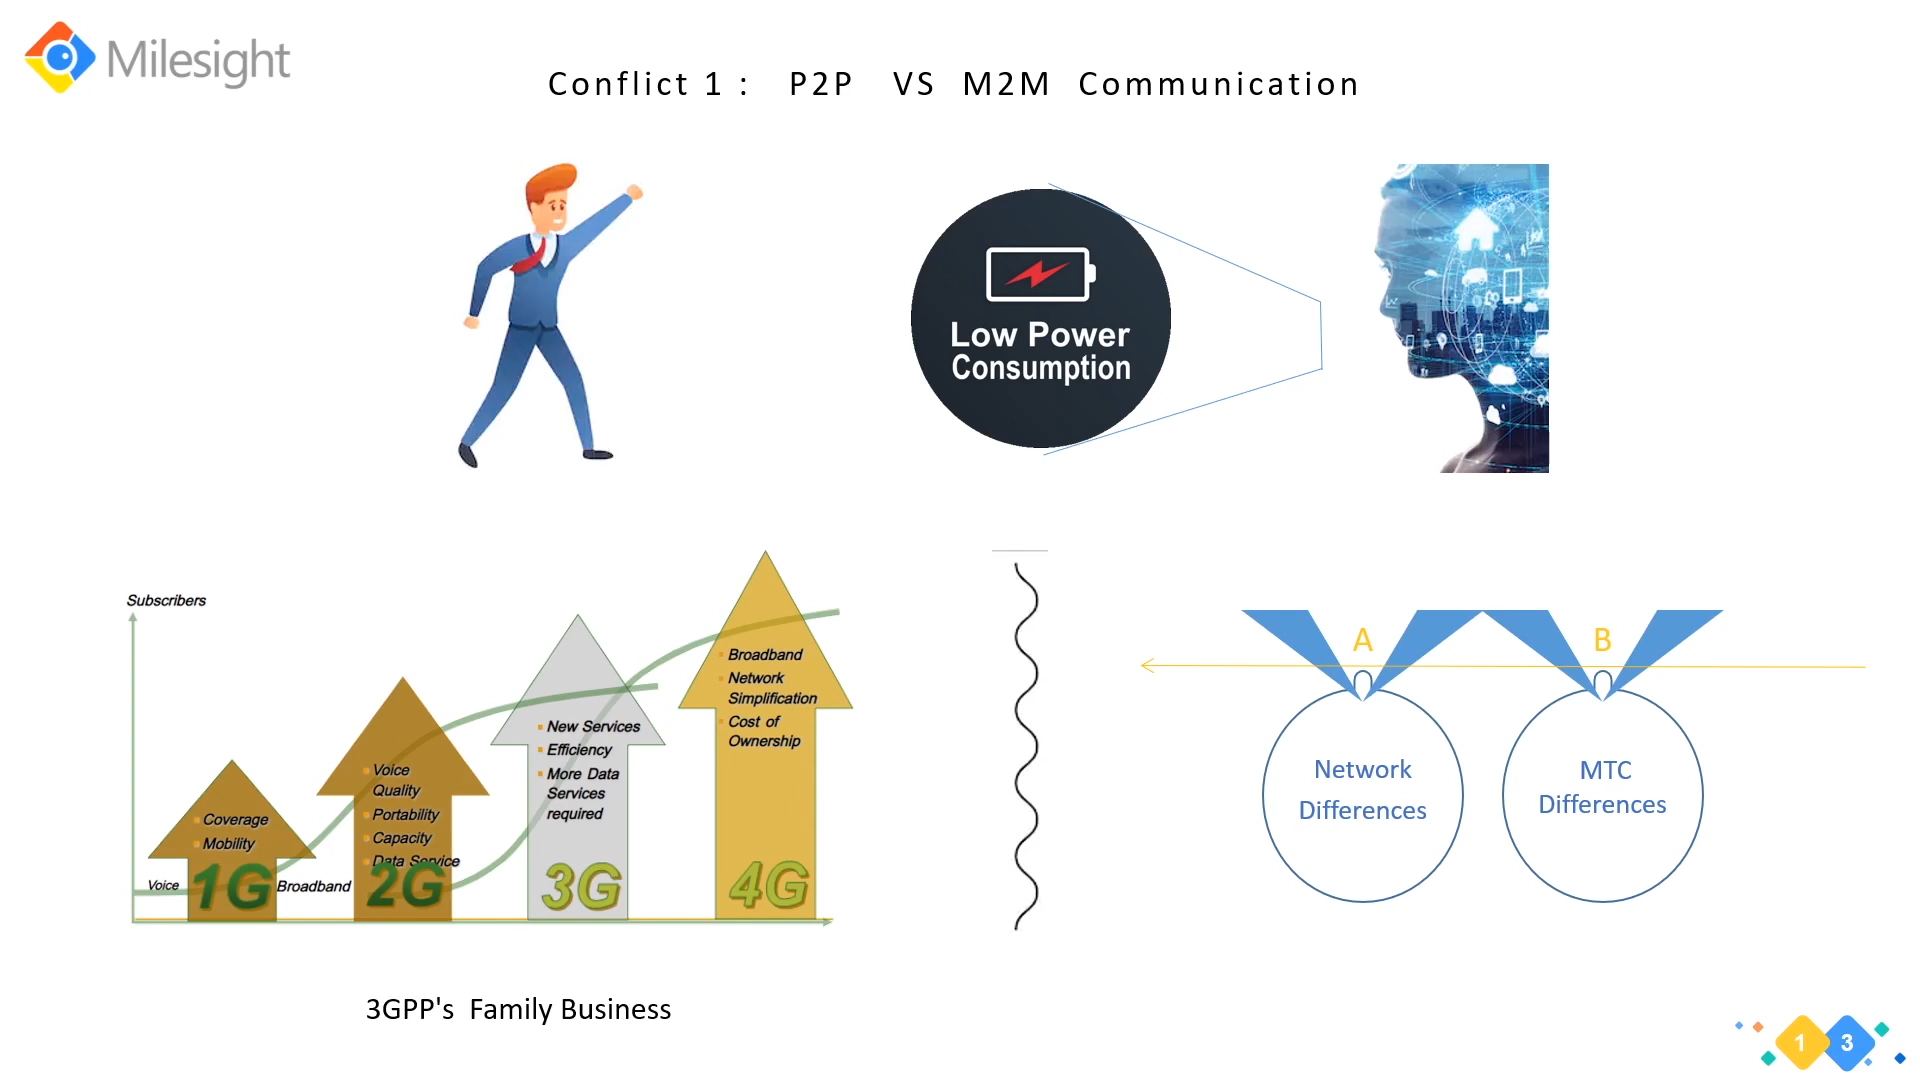 Milesight
Conflict 1 : P2P VS M2M Communication
Low Power
Consumption
Subscribers
Coverage
Mobility
Voice
1G
Broadband
Voice
Quality
Portability
Capacity
Data Service
2G
New Services
Efficiency
More Data
Services
required
3G
Broadband
Network
Simplification
Cost of
Ownership
4G
3GPP's Family Business
A
Network
Differences
B
MTC
Differences
1 3